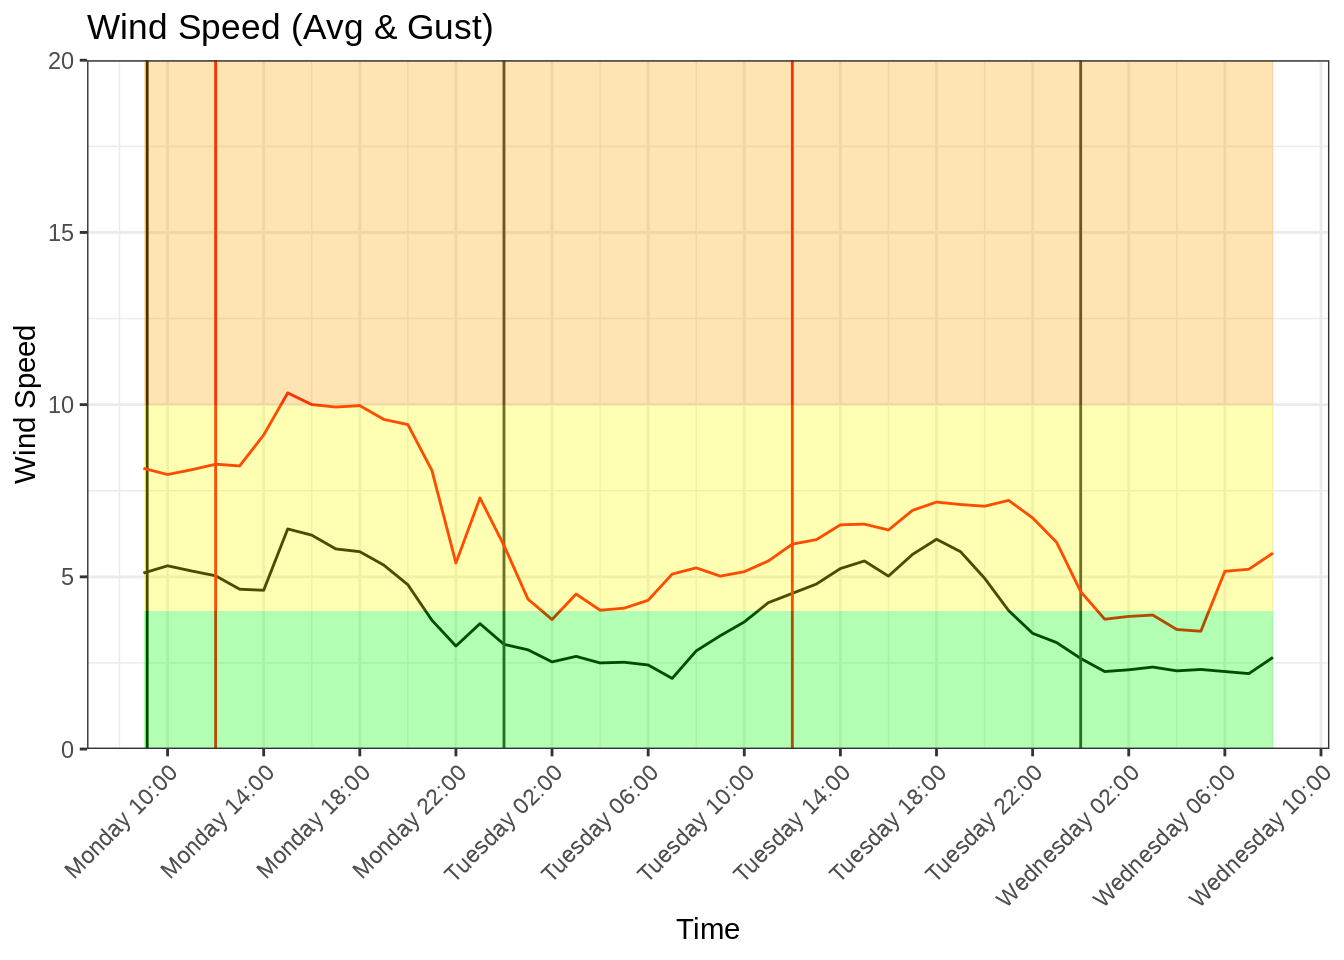 Wind Speed (Avg & Gust)
20
15
10
5
0
Wind Speed
Monday 10:00
Monday 14:00
Monday 18:00
Monday 22:00
Tuesday 02:00
Tuesday 06:00
Tuesday 10:00
Tuesday 14:00
Tuesday 18:00
Tuesday 22:00
Wednesday 02:00
Wednesday 06:00
Wednesday 10:00
Time